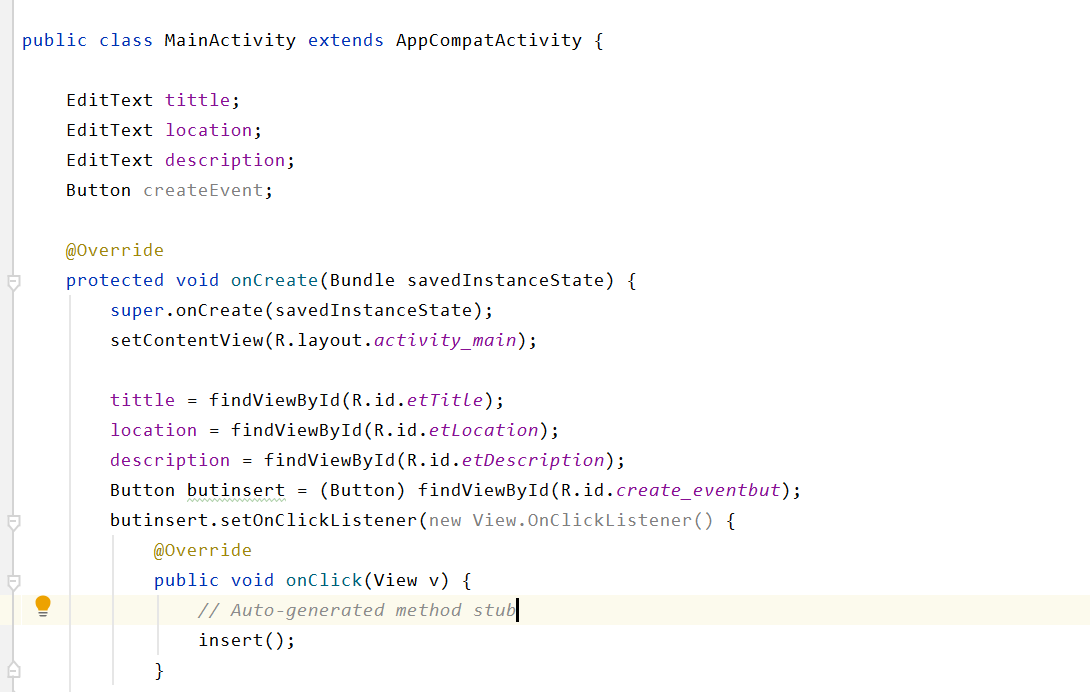 public class MainActivity extends AppCompatActivity {
EditText tittle;
EditText location;
EditText description;
Button createEvent;
@Override
protected void onCreate(Bundle savedInstanceState) {
super.onCreate(savedInstanceState);
setContentView(R.layout.activity_main);
tittle = findViewById(R.id.etTitle);
location = findViewById(R.id.etLocation);
description = findViewById(R.id.etDescription);
Button butinsert = (Button) findViewById(R.id.create_eventbut);
butinsert.setOnClickListener(new View.OnClickListener() {
@Override
public void onClick(View v) {
// Auto-generated method stub
insert();
}